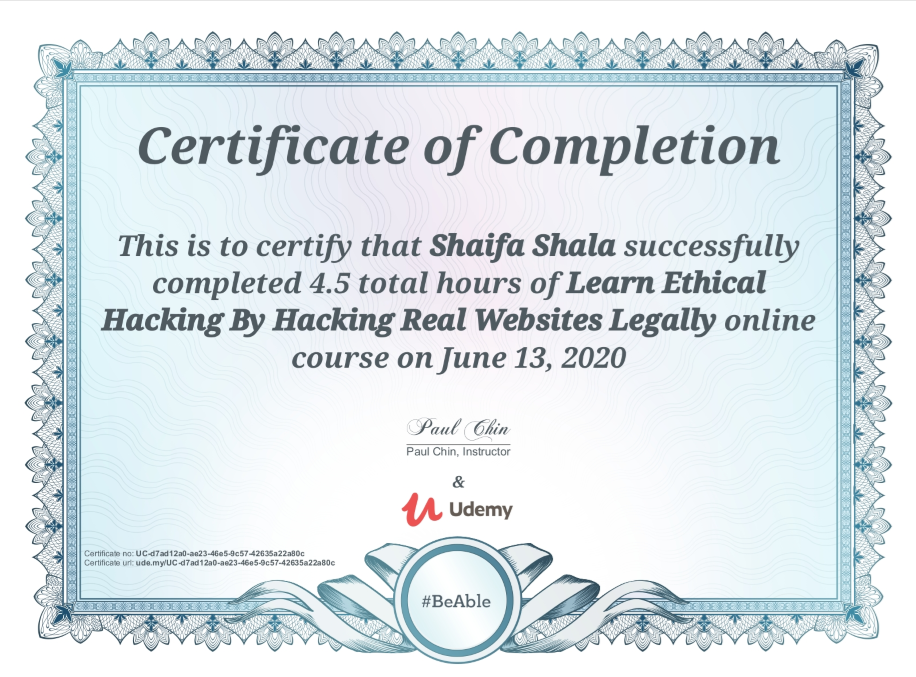 Certificate of Completion
This is to certify that Shaifa Shala successfully
completed 4.5 total hours of Learn Ethical
Hacking By Hacking Real Websites Legally online
course on June 13, 2020
Paul Chin
Paul Chin, Instructor
&
Udemy
Certificate no: UC-d7ad12a0-ae23-46e5-9c57-42635a22a80c
Certificate url: ude.my/UC-d7ad12a0-ae23-46e5-9c57-42635a22a80c
#BeAble